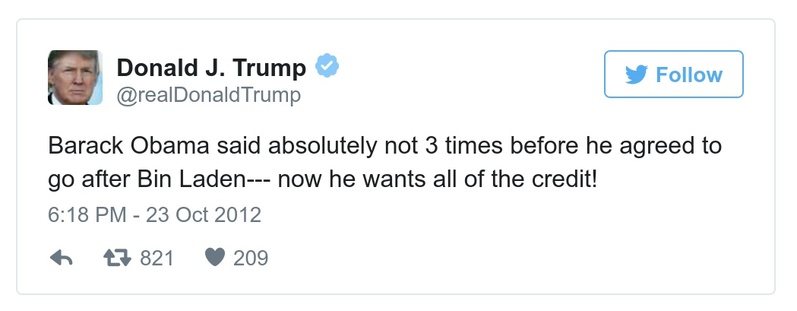 Donald J. Trump
@realDonaldTrump
Follow
Barack Obama said absolutely not 3 times before he agreed to
go after Bin Laden--- now he wants all of the credit!
6:18 PM - 23 Oct 2012
821 209